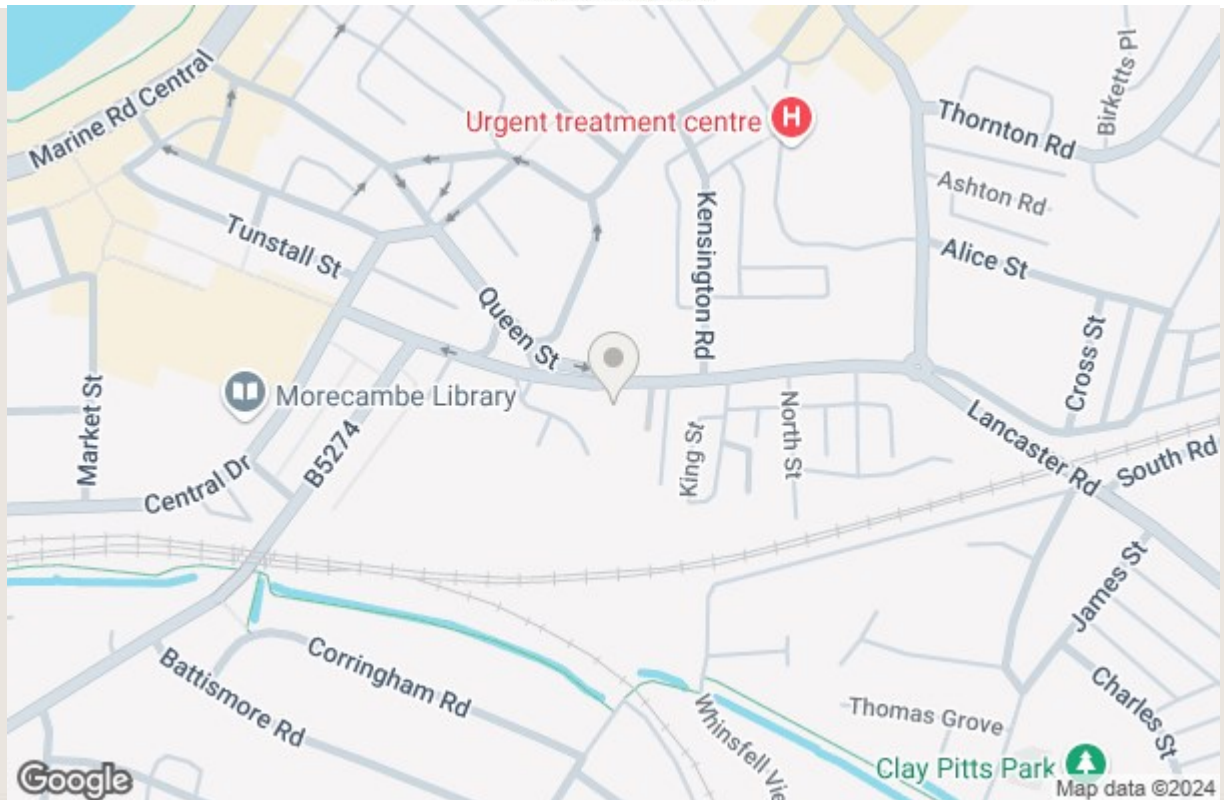 Marine Rd Central
Birketts Pl
Urgent treatment centre
H
Thornton Rd
Ashton Rd
Kensington Rd
Tunstall St
Alice St
Queen St
Cross St
Morecambe Library
Market St
B5274
North St
King St
Lancaster Rd
South Rd
Central Dr
James St
Corringham Rd
Battismore Rd
Charles St
Thomas Grove
Whinsfell Vie
Clay Pitts Park
Google
Map data ©2024